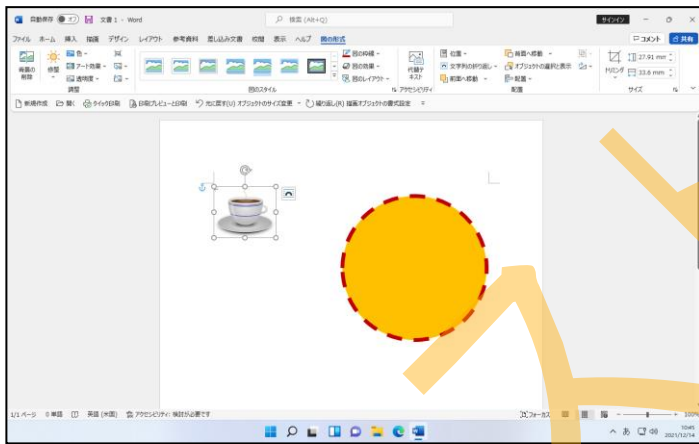 自動保存 オフ 文書 1 - Word 検索 (Alt+Q) サインイン
ファイル ホーム 挿入 描画 デザイン レイアウト 参考資料 差し込み文書 校閲 表示 ヘルプ 図の形式 コメント 共有
背景の削除 修整 色 アート効果 透明度 図の枠線 図の効果 図のレイアウト 代替テキスト 位置 文字列の折り返し 前面へ移動 背面へ移動 オブジェクトの選択と表示 配置 トリミング 27.91 mm 33.8 mm
調整 図のスタイル アクセシビリティ 配置 サイズ
新規作成 開く クイック印刷 印刷プレビューと印刷 元に戻す(U) オブジェクトのサイズ変更 繰り返し(R) 描画オブジェクトの書式設定
1/1 ページ 0 単語 英語 (米国) アクセシビリティ: 検討が必要です 100%
あ 10:41
2021/12/14